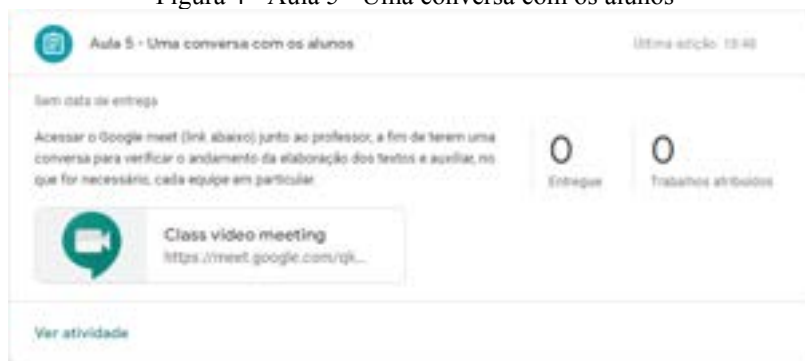 Figura 4 - Aula 5 - Uma conversa com os alunos
Aula 5 - Uma conversa com os alunos
Última edição: 19:48
Sem data de entrega
Acessar o Google meet (link abaixo) junto ao professor, a fim de terem uma
conversa para verificar o andamento da elaboração dos textos e auxiliar, no
que for necessário, cada equipe em particular.
0
Entregue
0
Trabalhos atribuídos
Class video meeting
https://meet.google.com/qk...
Ver atividade